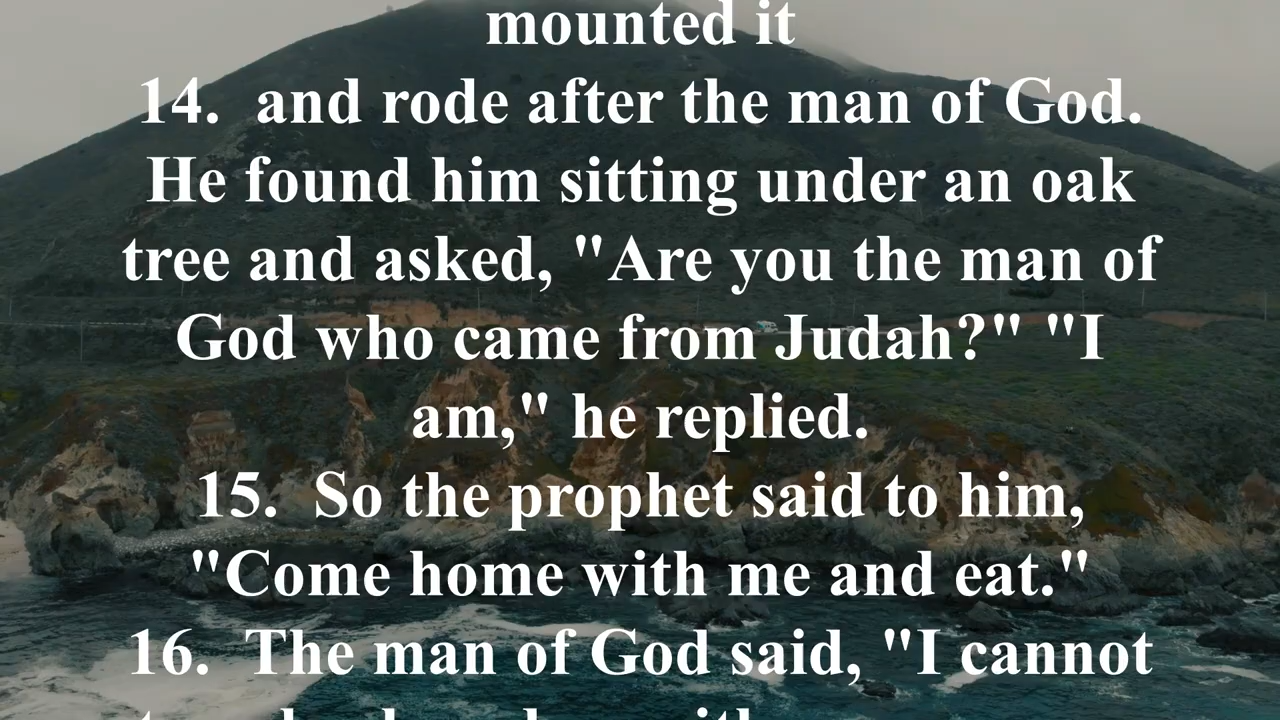 mounted it
14.  and rode after the man of God.
He found him sitting under an oak
tree and asked, "Are you the man of
God who came from Judah?" "I
am," he replied.
15.  So the prophet said to him,
"Come home with me and eat."
16.  The man of God said, "I cannot